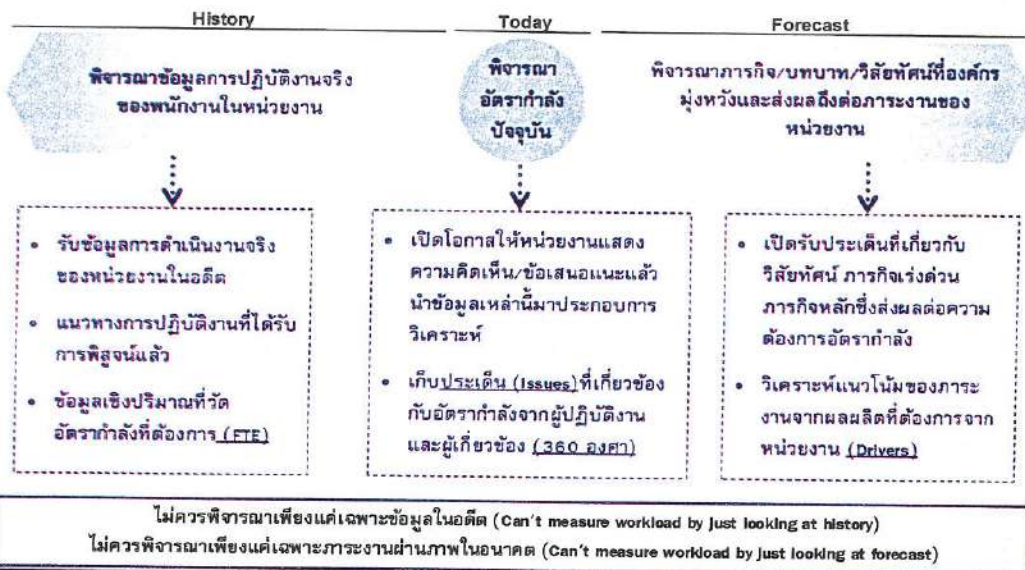 History
Today
Forecast
พิจารณาข้อมูลการปฏิบัติงานจริง
ของพนักงานในหน่วยงาน
พิจารณา
อัตรากำลัง
ปัจจุบัน
พิจารณาภารกิจ/บทบาท/วิสัยทัศน์ที่องค์กร
มุ่งหวังและส่งผลถึงต่อภาระงานของ
หน่วยงาน
• รับข้อมูลการดำเนินงานจริง
ของหน่วยงานในอดีต
• แนวทางการปฏิบัติงานที่ได้รับ
การพิสูจน์แล้ว
• ข้อมูลเชิงปริมาณที่วัด
อัตรากำลังที่ต้องการ (FTE)
• เปิดโอกาสให้หน่วยงานแสดง
ความคิดเห็น/ข้อเสนอแนะแล้ว
นำข้อมูลเหล่านี้มาประกอบการ
วิเคราะห์
• เก็บประเด็น (Issues) ที่เกี่ยวข้อง
กับอัตรากำลังจากผู้ปฏิบัติงาน
และผู้เกี่ยวข้อง (360 องศา)
• เปิดรับประเด็นที่เกี่ยวกับ
วิสัยทัศน์ ภารกิจเร่งด่วน
ภารกิจหลักซึ่งส่งผลต่อความ
ต้องการอัตรากำลัง
• วิเคราะห์แนวโน้มของภาระ
งานจากผลผลิตที่ต้องการจาก
หน่วยงาน (Drivers)
ไม่ควรพิจารณาเพียงแค่เฉพาะข้อมูลในอดีต (Can't measure workload by just looking at history)
ไม่ควรพิจารณาเพียงแค่เฉพาะภาระงานผ่านภาพในอนาคต (Can't measure workload by just looking at forecast)